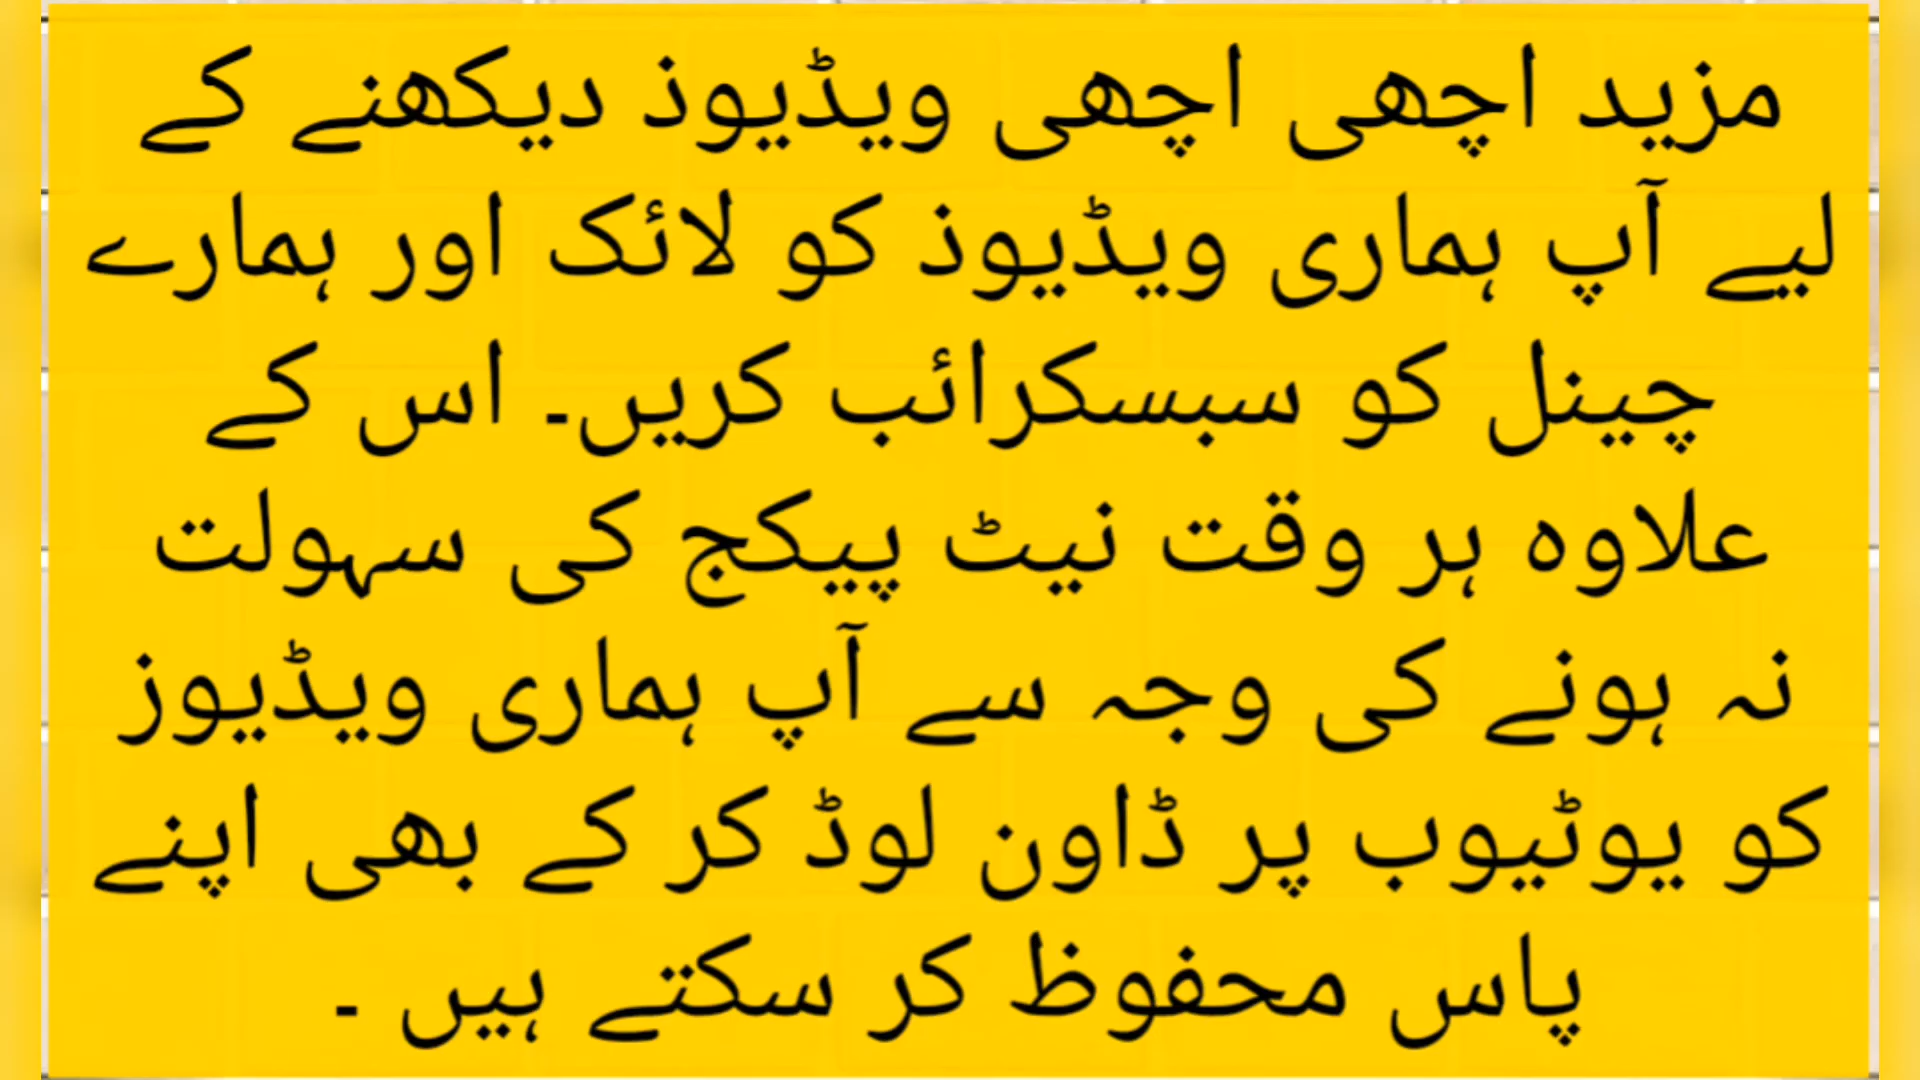 مزید اچھی اچھی ویڈیوذ دیکھنے کے
لیے آپ ہماری ویڈیوذ کو لائک اور ہمارے
چینل کو سبسکرائب کریں۔ اس کے
علاوہ ہر وقت نیٹ پیکج کی سہولت
نہ ہونے کی وجہ سے آپ ہماری ویڈیوز
کو یوٹیوب پر ڈاون لوڈ کر کے بھی اپنے
پاس محفوظ کر سکتے ہیں ۔